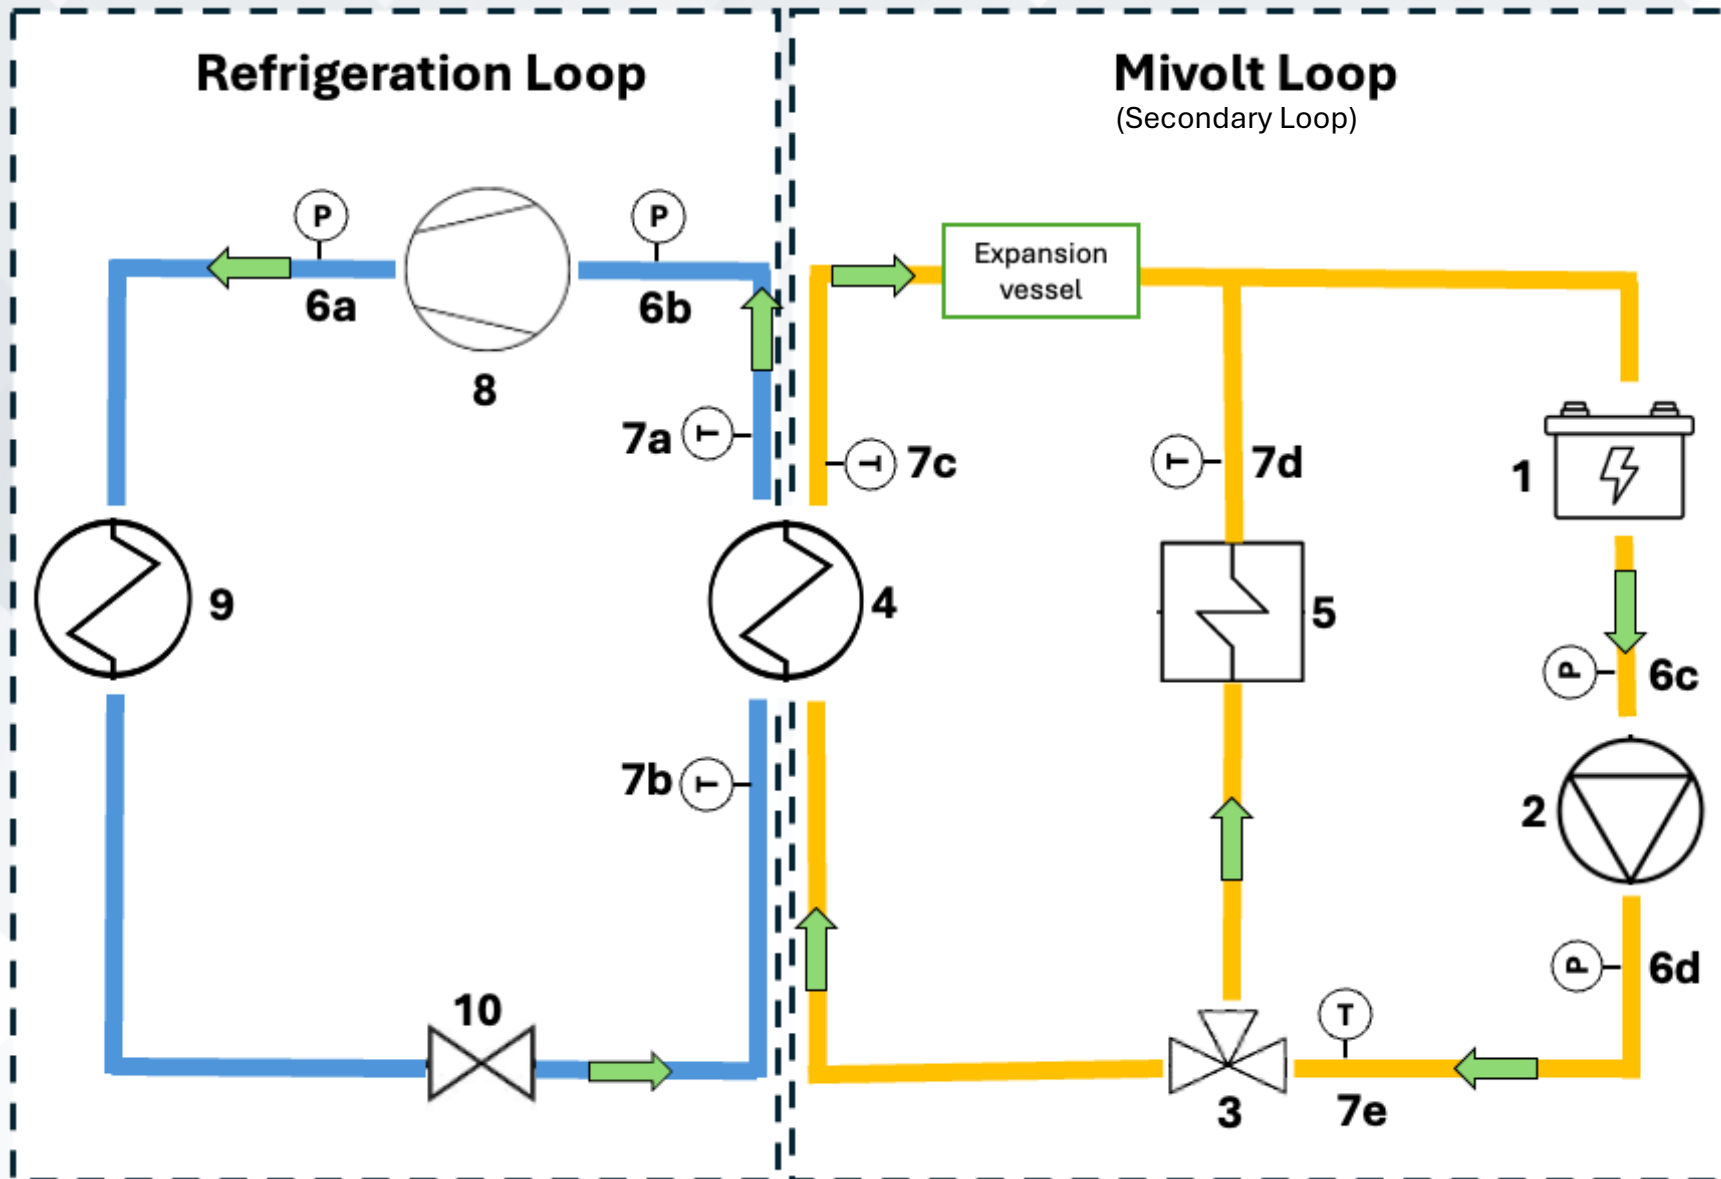 Refrigeration Loop
Mivolt Loop
(Secondary Loop)
P
P
6a
6b
8
Expansion
vessel
7a
T
T
7c
T
7d
1
9
4
5
P
6c
7b
T
2
P
6d
10
T
3
7e